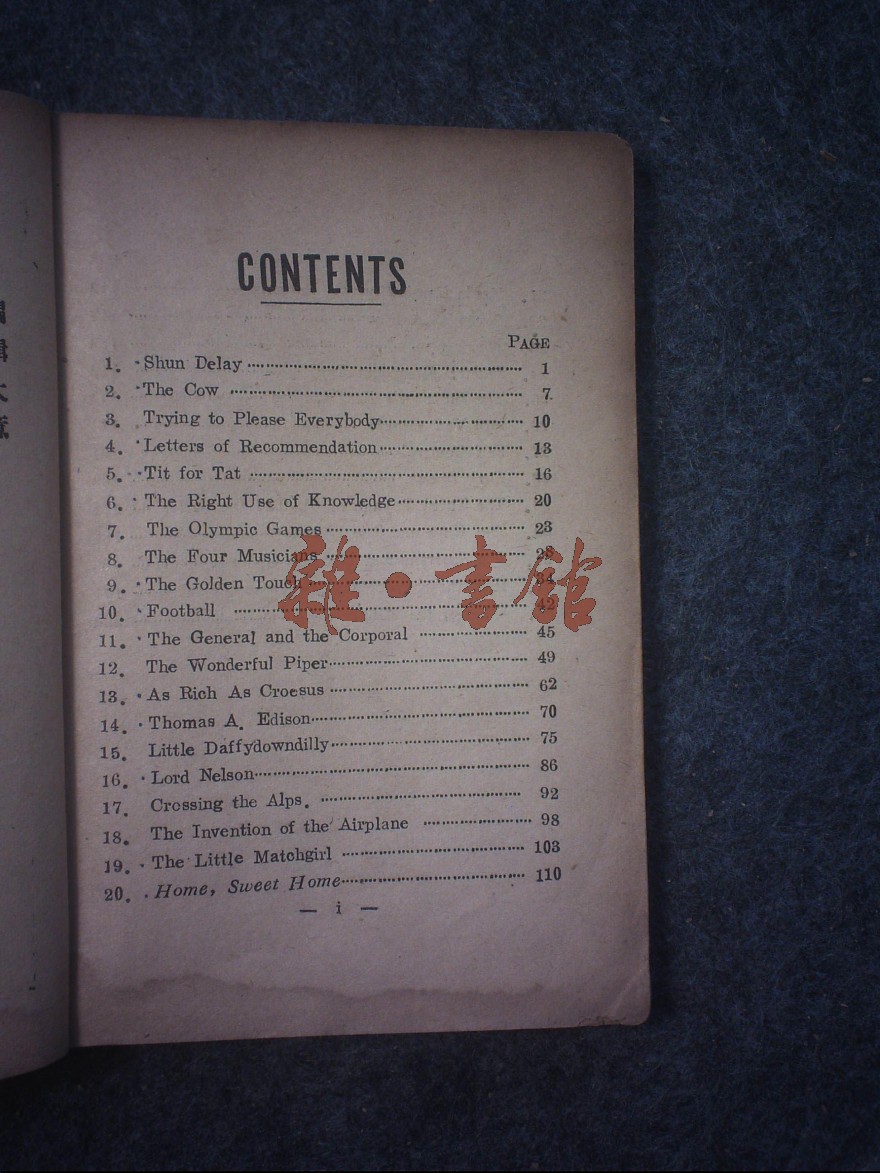 CONTENTS
PAGE
1. Shun Delay 1
2. The Cow 7
3. Trying to Please Everybody 10
4. Letters of Recommendation 13
5. Tit for Tat 16
6. The Right Use of Knowledge 20
7. The Olympic Games 23
8. The Four Musicians 28
9. The Golden Touch 34
10. Football 42
11. The General and the Corporal 45
12. The Wonderful Piper 49
13. As Rich As Croesus 62
14. Thomas A. Edison 70
15. Little Daffydowndilly 75
16. Lord Nelson 86
17. Crossing the Alps. 92
18. The Invention of the Airplane 98
19. The Little Matchgirl 103
20. Home, Sweet Home 110
— i —
雜·書館